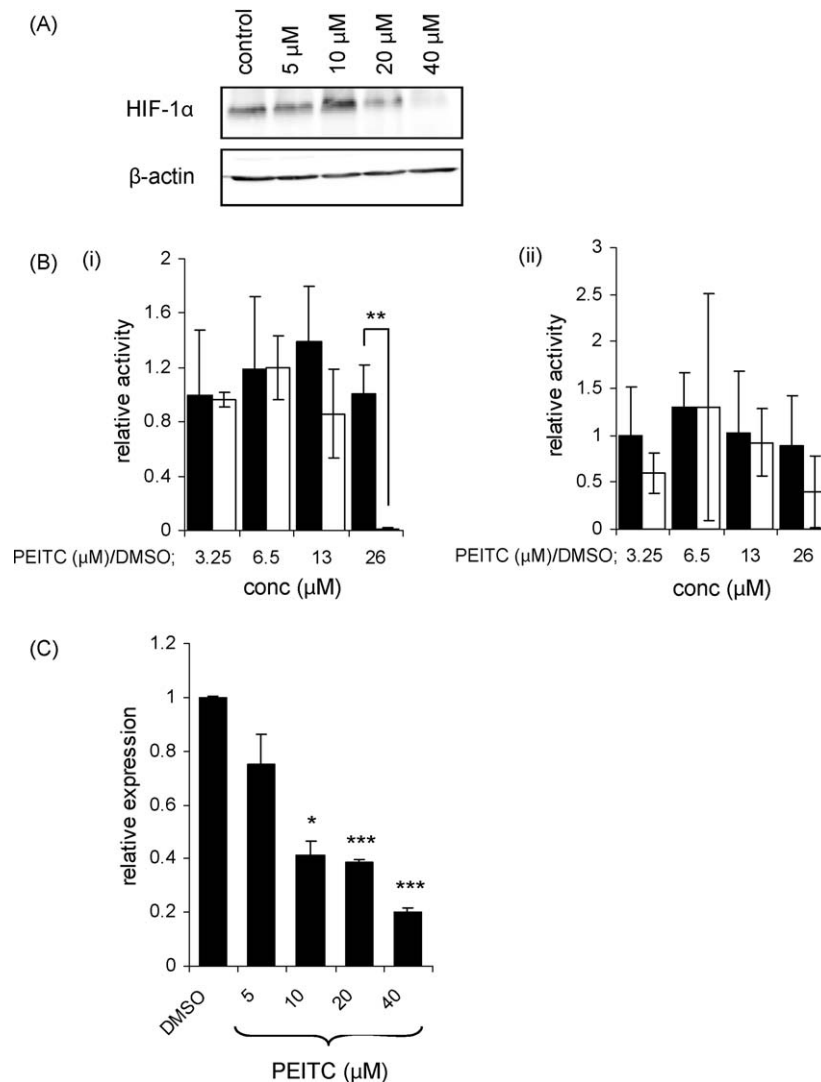 (A)
control
5 µM
10 µM
20 µM
40 µM
HIF-1α
β-actin
(B) (i)
relative activity
2
1.6
1.2
0.8
0.4
0
**
PEITC (µM)/DMSO; 3.25 6.5 13 26
conc (µM)
(ii)
relative activity
3
2.5
2
1.5
1
0.5
0
PEITC (µM)/DMSO; 3.25 6.5 13 26
conc (µM)
(C)
relative expression
1.2
1
0.8
0.6
0.4
0.2
0
*
***
***
DMSO
5
10
20
40
PEITC (µM)